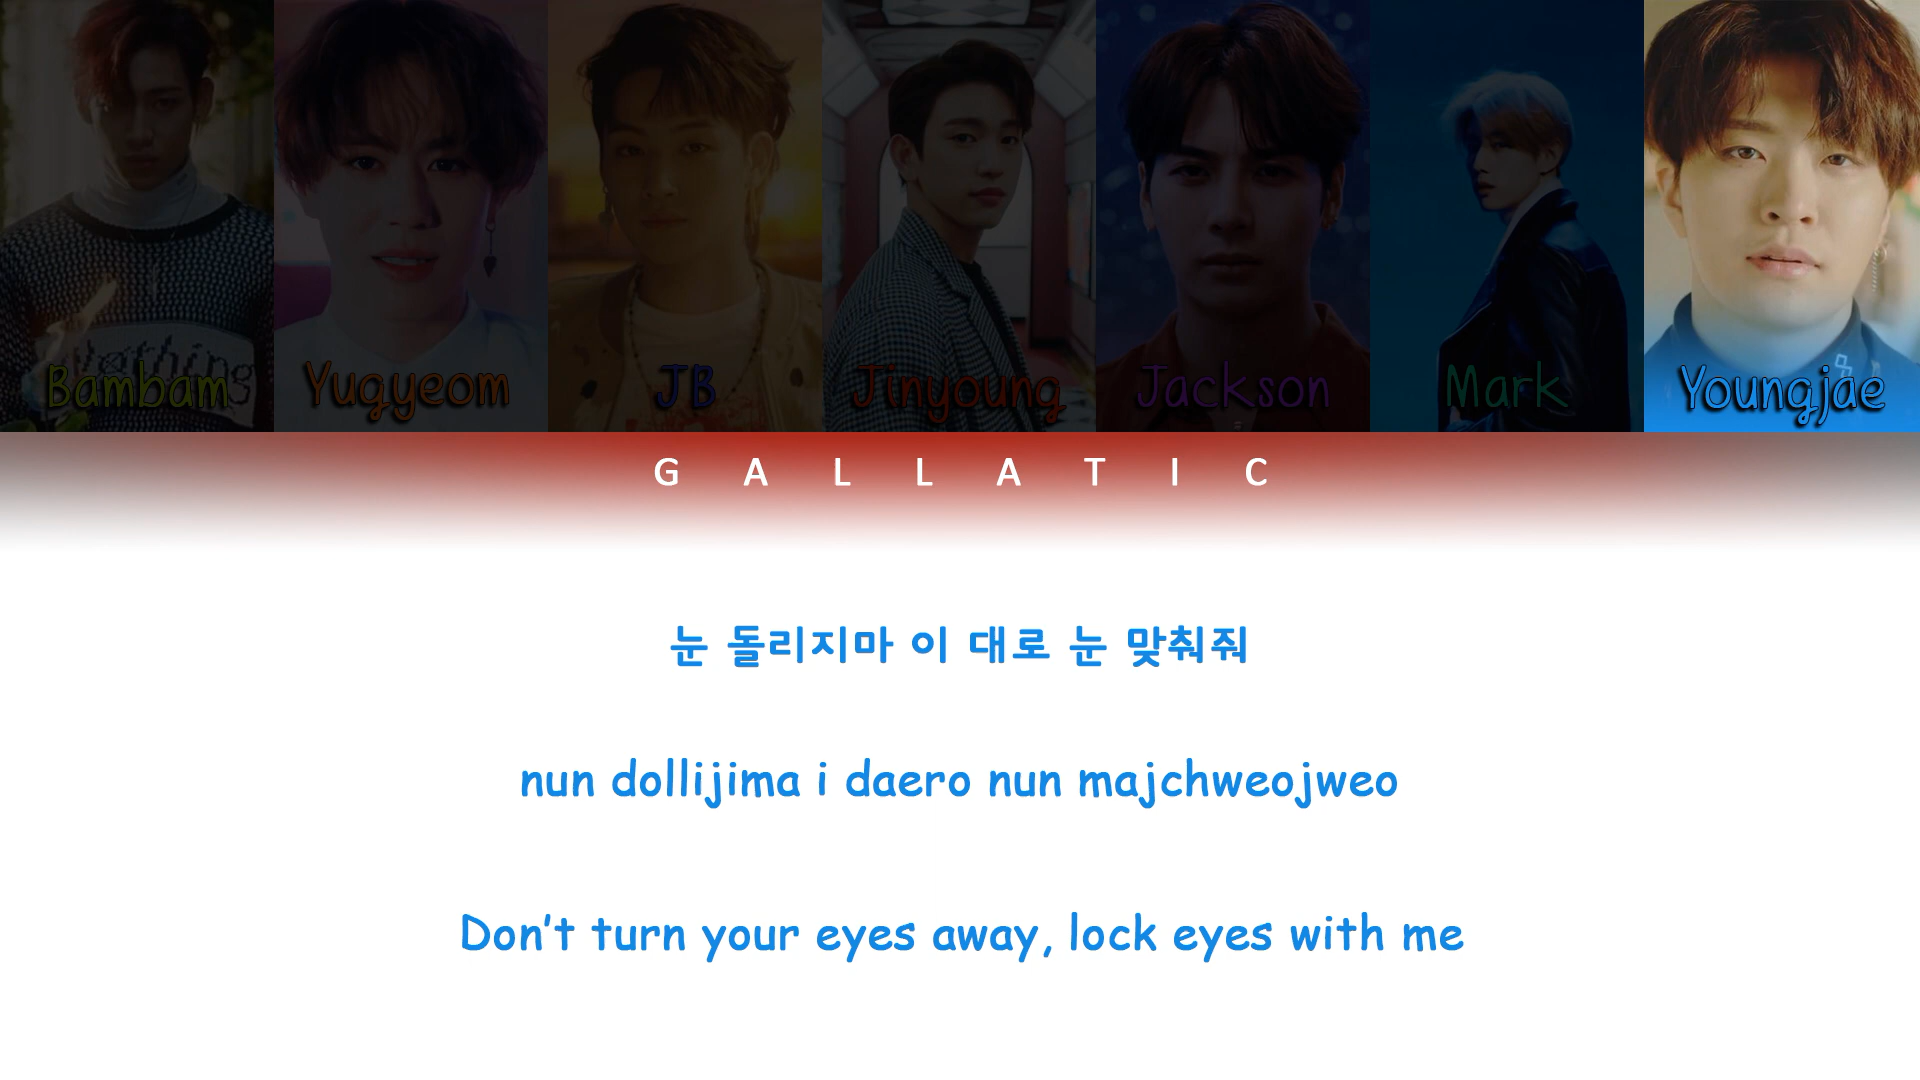 Bambam Yugyeom JB Jinyoung Jackson Mark Youngjae
G A L L A T I C
눈 돌리지마 이 대로 눈 맞춰줘
nun dollijima i daero nun majchweojweo
Don't turn your eyes away, lock eyes with me